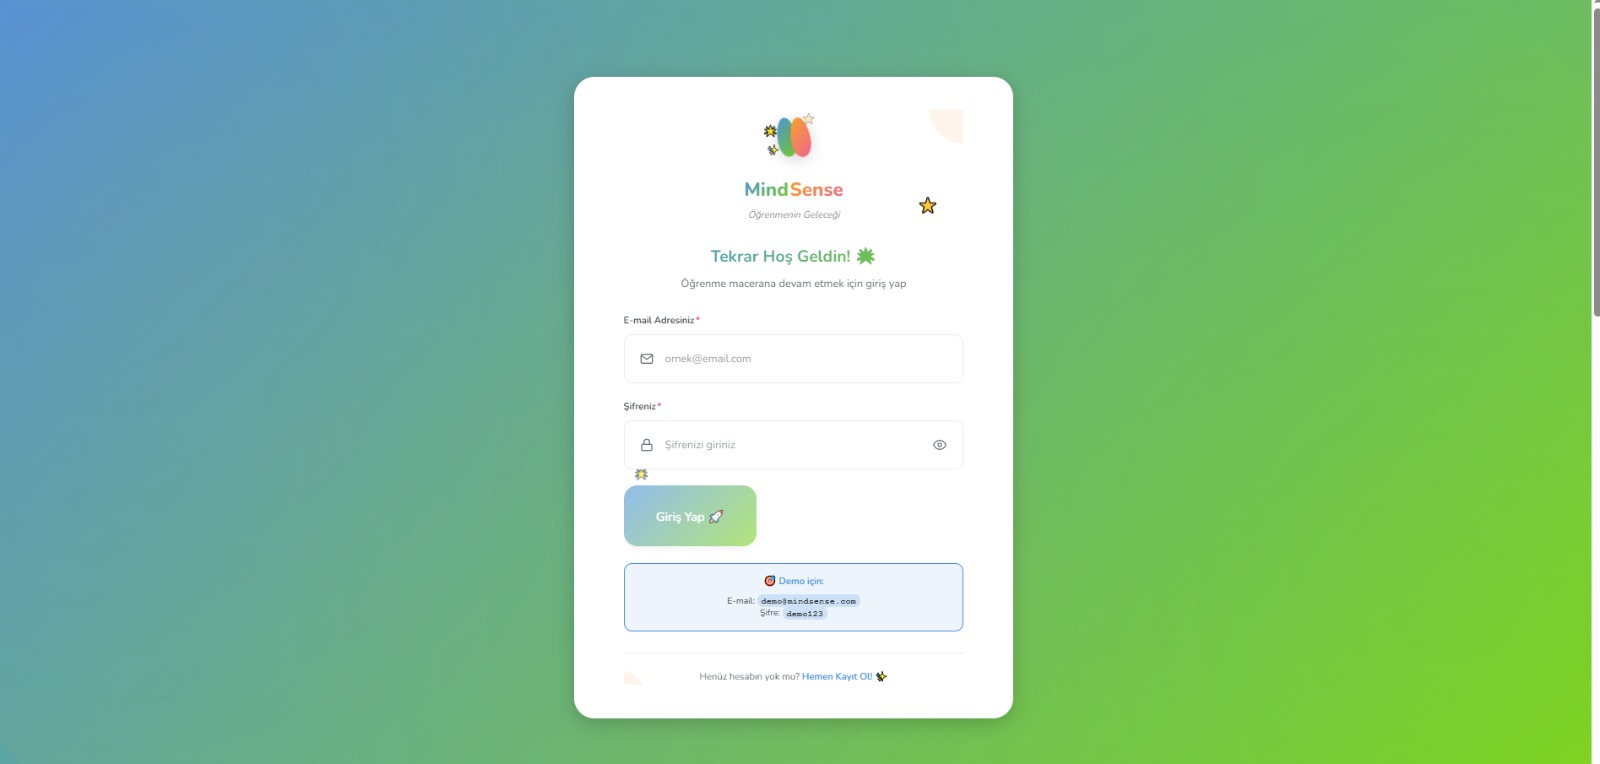 MindSense
Öğrenmenin Geleceği
Tekrar Hoş Geldin!
Öğrenme macerana devam etmek için giriş yap
E-mail Adresiniz*
ornek@email.com
Şifreniz*
Şifrenizi giriniz
Giriş Yap 🚀
🎯 Demo için:
E-mail: demo@mindsense.com
Şifre: demo123
Henüz hesabın yok mu? Hemen Kayıt Ol! ✨